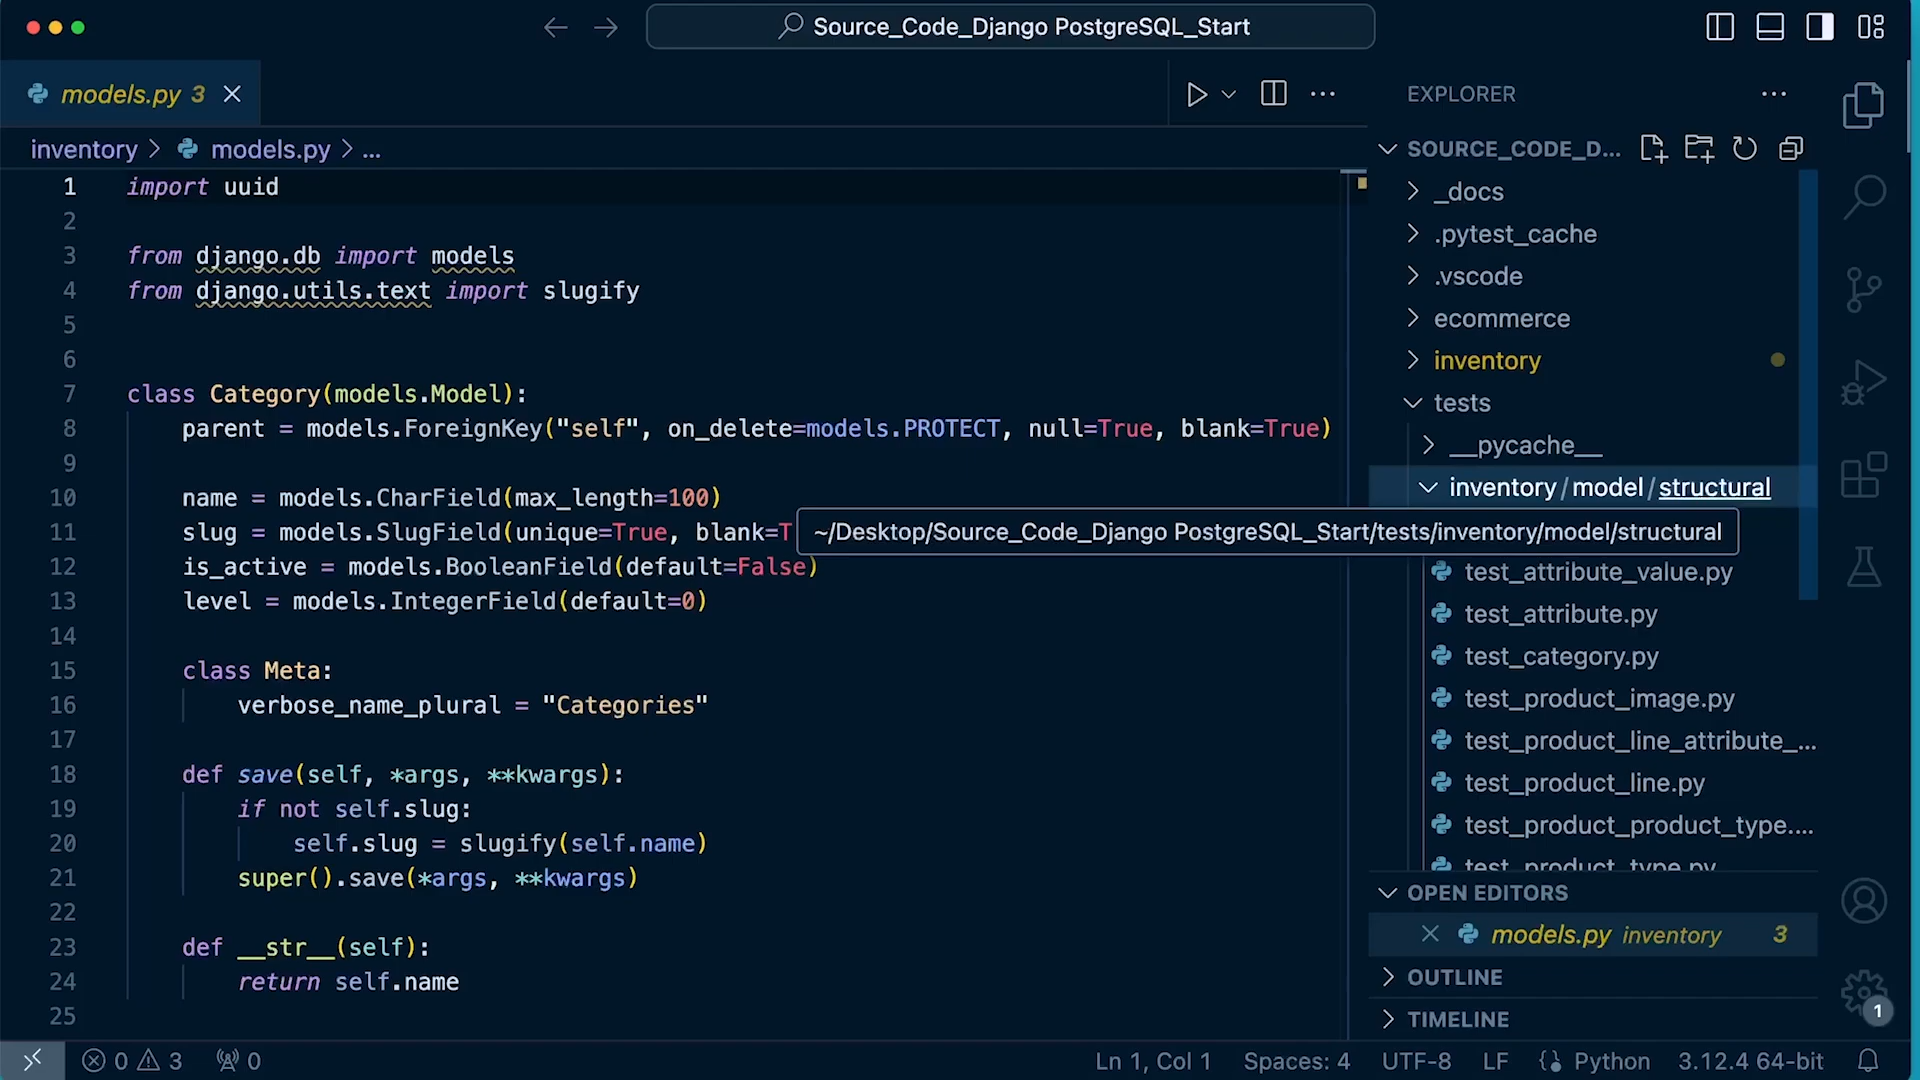 Source_Code_Django PostgreSQL_Start
models.py 3
EXPLORER
inventory > models.py > ...
SOURCE_CODE_D...
1 import uuid
2
3 from django.db import models
4 from django.utils.text import slugify
5
6
7 class Category(models.Model):
8 parent = models.ForeignKey("self", on_delete=models.PROTECT, null=True, blank=True)
9
10 name = models.CharField(max_length=100)
11 slug = models.SlugField(unique=True, blank=T
12 is_active = models.BooleanField(default=False)
13 level = models.IntegerField(default=0)
14
15 class Meta:
16 verbose_name_plural = "Categories"
17
18 def save(self, *args, **kwargs):
19 if not self.slug:
20 self.slug = slugify(self.name)
21 super().save(*args, **kwargs)
22
23 def __str__(self):
24 return self.name
25
_docs
.pytest_cache
.vscode
ecommerce
inventory
tests
__pycache__
inventory/model/structural
~/Desktop/Source_Code_Django PostgreSQL_Start/tests/inventory/model/structural
test_attribute_value.py
test_attribute.py
test_category.py
test_product_image.py
test_product_line_attribute_...
test_product_line.py
test_product_product_type....
test_product_type.py
OPEN EDITORS
models.py inventory 3
OUTLINE
TIMELINE
1
0 3 0
Ln 1, Col 1 Spaces: 4 UTF-8 LF Python 3.12.4 64-bit